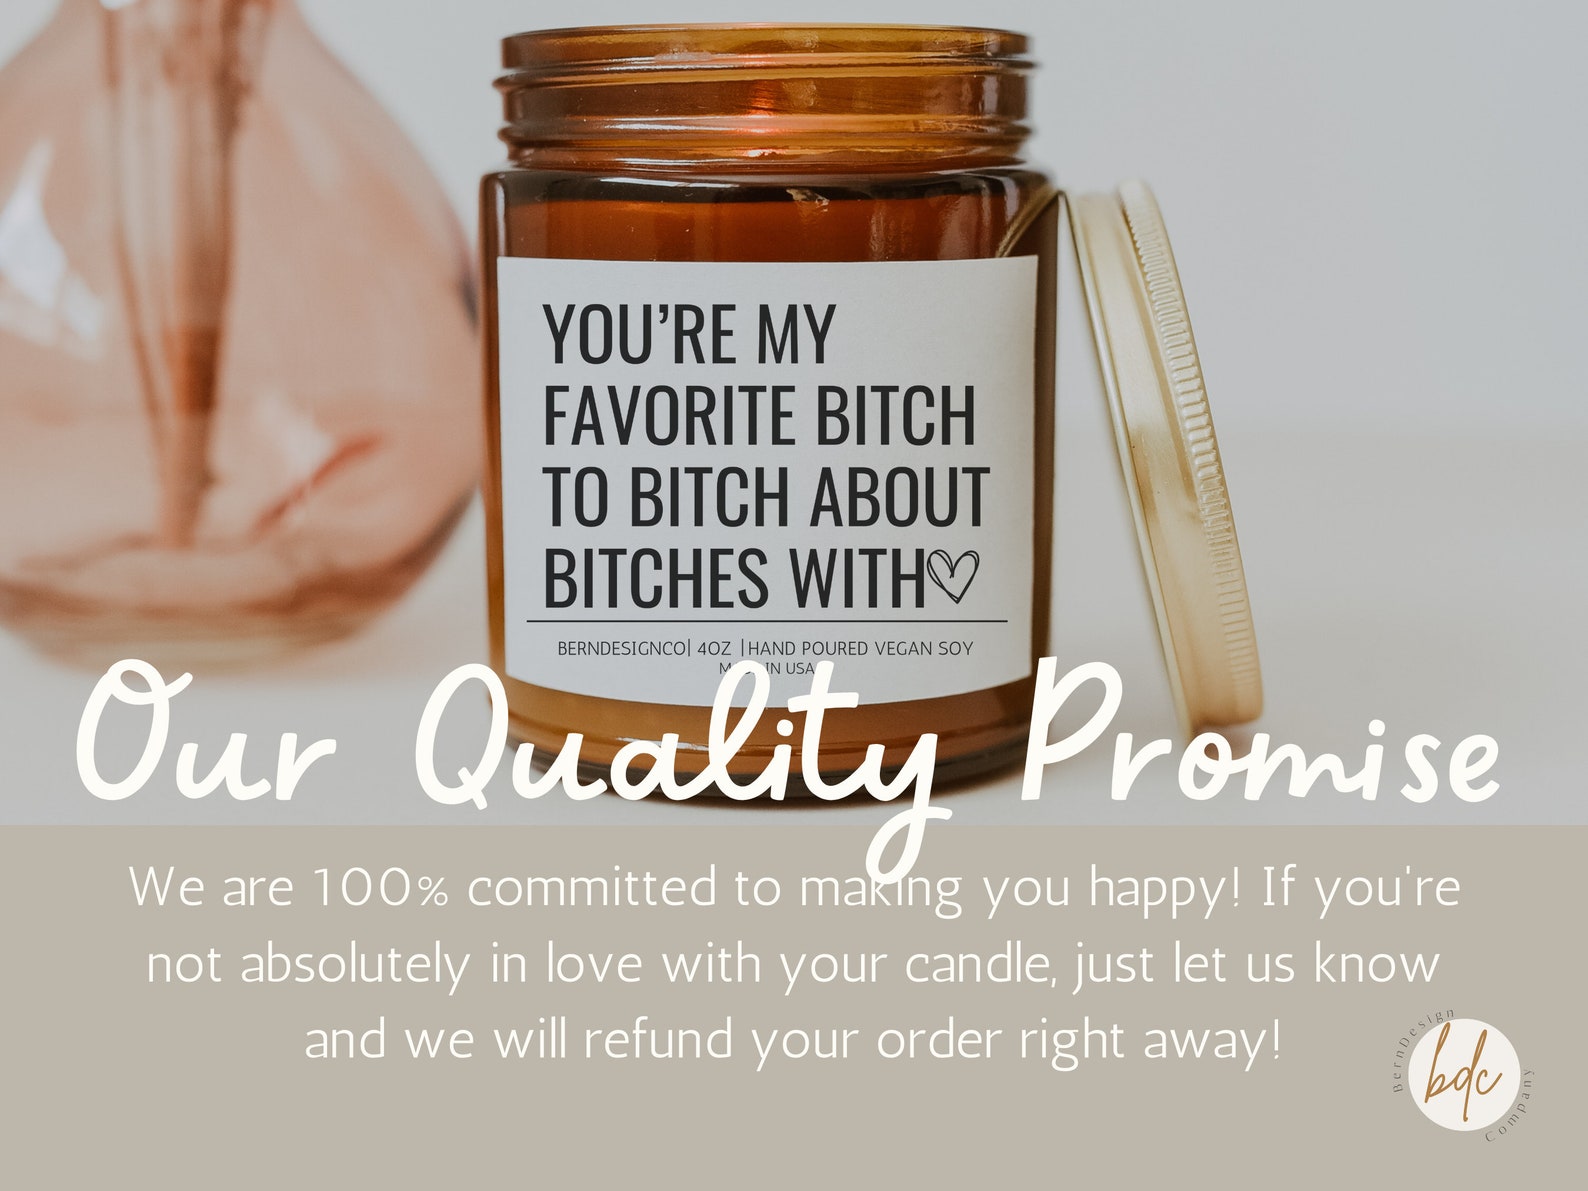 YOU’RE MY
FAVORITE BITCH
TO BITCH ABOUT
BITCHES WITH
BERNDESIGNCO| 4OZ |HAND POURED VEGAN SOY
IN USA
Our Quality Promise
We are 100% committed to making you happy! If you're
not absolutely in love with your candle, just let us know
and we will refund your order right away!
BernDesign
bdc
Company